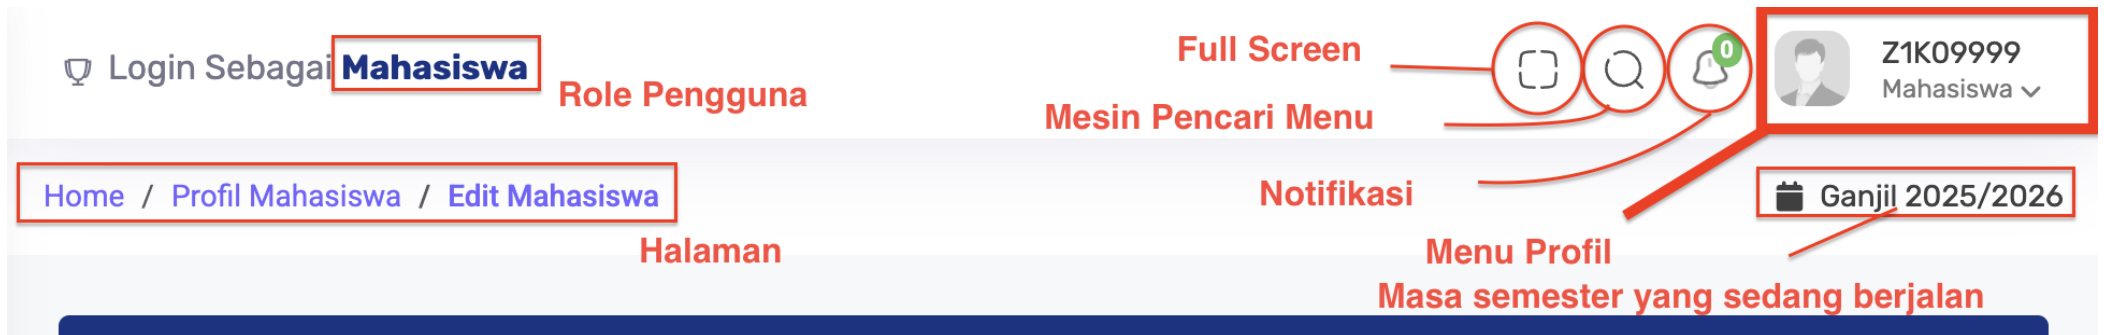 Login Sebagai Mahasiswa
Role Pengguna
Full Screen
0
Z1K09999
Mahasiswa
Mesin Pencari Menu
Home / Profil Mahasiswa / Edit Mahasiswa
Notifikasi
Ganjil 2025/2026
Halaman
Menu Profil
Masa semester yang sedang berjalan